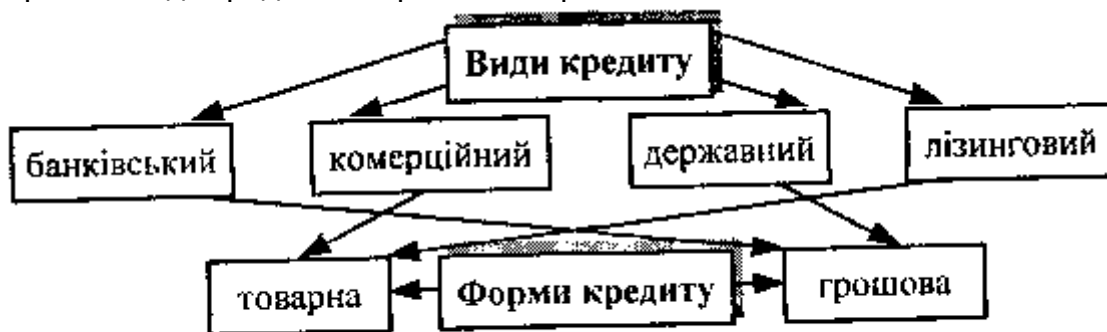 Види кредиту
банківський
комерційний
державний
лізинговий
товарна
Форми кредиту
грошова